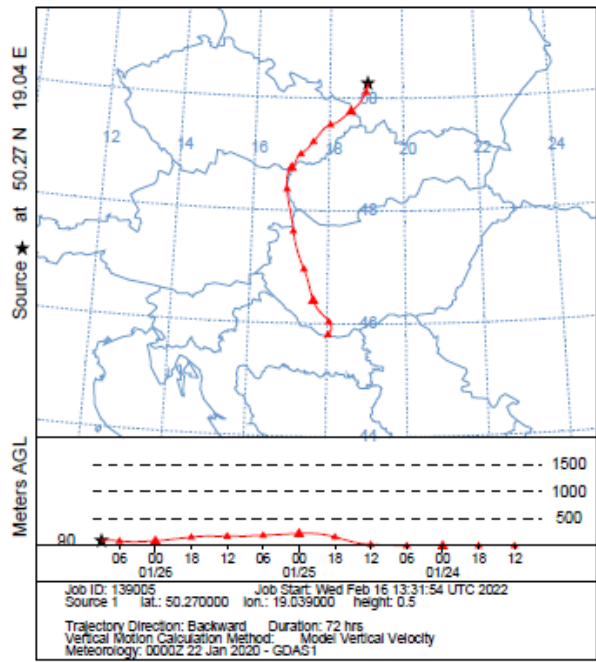 Source ★ at 50.27 N 19.04 E
12 14 16 18 20 22 24
50
48
46
44
Meters AGL
1500
1000
500
90
06 00 18 12 06 00 18 12 06 00 18 12
01/26 01/25 01/24
Job ID: 139005 Job Start: Wed Feb 16 13:31:54 UTC 2022
Source 1 lat.: 50.270000 lon.: 19.039000 height: 0.5
Trajectory Direction: Backward Duration: 72 hrs
Vertical Motion Calculation Method: Model Vertical Velocity
Meteorology: 0000Z 22 Jan 2020 - GDAS1